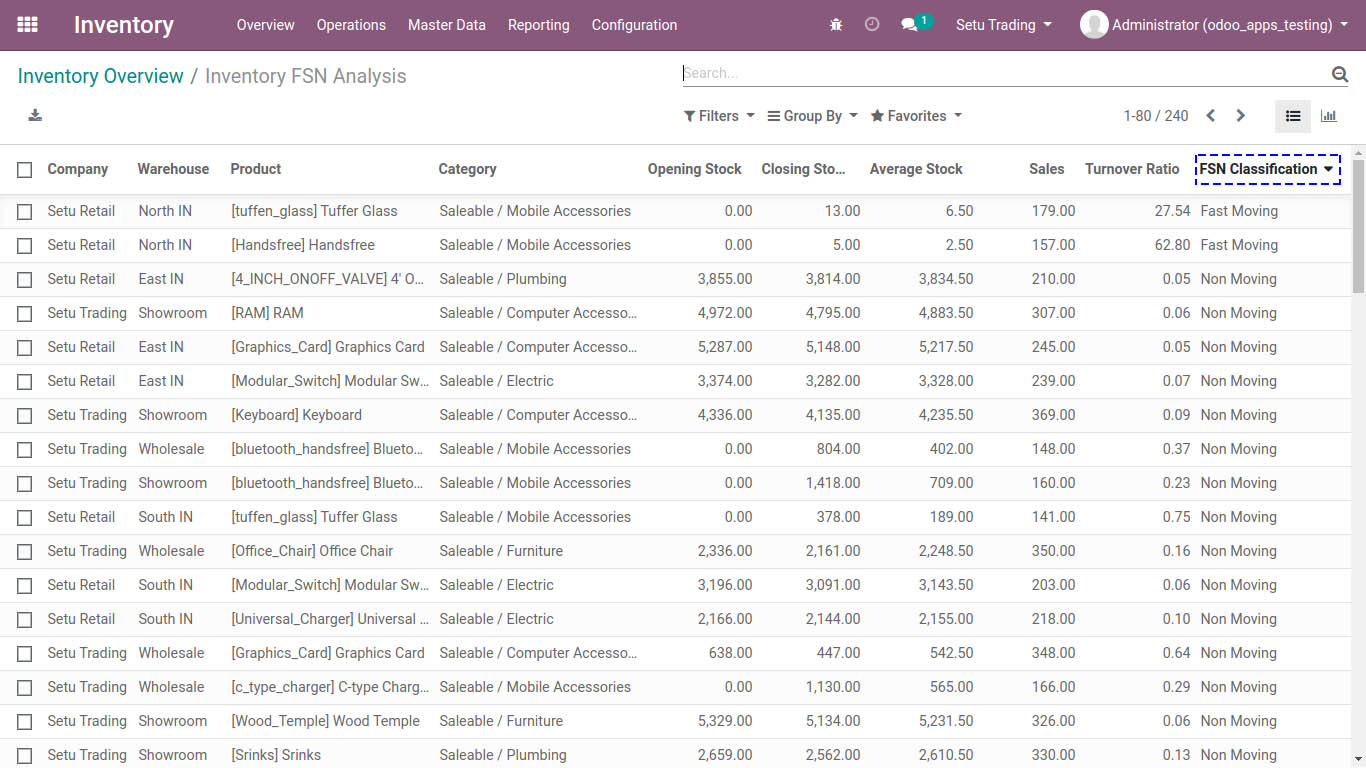 Inventory Overview Operations Master Data Reporting Configuration 1 Setu Trading Administrator (odoo_apps_testing)
Inventory Overview / Inventory FSN Analysis Search...
Filters Group By Favorites 1-80 / 240
Company Warehouse Product Category Opening Stock Closing Sto... Average Stock Sales Turnover Ratio FSN Classification
Setu Retail North IN [tuffen_glass] Tuffer Glass Saleable / Mobile Accessories 0.00 13.00 6.50 179.00 27.54 Fast Moving
Setu Retail North IN [Handsfree] Handsfree Saleable / Mobile Accessories 0.00 5.00 2.50 157.00 62.80 Fast Moving
Setu Retail East IN [4_INCH_ONOFF_VALVE] 4' O... Saleable / Plumbing 3,855.00 3,814.00 3,834.50 210.00 0.05 Non Moving
Setu Trading Showroom [RAM] RAM Saleable / Computer Accesso... 4,972.00 4,795.00 4,883.50 307.00 0.06 Non Moving
Setu Retail East IN [Graphics_Card] Graphics Card Saleable / Computer Accesso... 5,287.00 5,148.00 5,217.50 245.00 0.05 Non Moving
Setu Retail East IN [Modular_Switch] Modular Sw... Saleable / Electric 3,374.00 3,282.00 3,328.00 239.00 0.07 Non Moving
Setu Trading Showroom [Keyboard] Keyboard Saleable / Computer Accesso... 4,336.00 4,135.00 4,235.50 369.00 0.09 Non Moving
Setu Trading Wholesale [bluetooth_handsfree] Blueto... Saleable / Mobile Accessories 0.00 804.00 402.00 148.00 0.37 Non Moving
Setu Trading Showroom [bluetooth_handsfree] Blueto... Saleable / Mobile Accessories 0.00 1,418.00 709.00 160.00 0.23 Non Moving
Setu Retail South IN [tuffen_glass] Tuffer Glass Saleable / Mobile Accessories 0.00 378.00 189.00 141.00 0.75 Non Moving
Setu Trading Wholesale [Office_Chair] Office Chair Saleable / Furniture 2,336.00 2,161.00 2,248.50 350.00 0.16 Non Moving
Setu Retail South IN [Modular_Switch] Modular Sw... Saleable / Electric 3,196.00 3,091.00 3,143.50 203.00 0.06 Non Moving
Setu Retail South IN [Universal_Charger] Universal ... Saleable / Electric 2,166.00 2,144.00 2,155.00 218.00 0.10 Non Moving
Setu Trading Wholesale [Graphics_Card] Graphics Card Saleable / Computer Accesso... 638.00 447.00 542.50 348.00 0.64 Non Moving
Setu Trading Wholesale [c_type_charger] C-type Charg... Saleable / Mobile Accessories 0.00 1,130.00 565.00 166.00 0.29 Non Moving
Setu Trading Showroom [Wood_Temple] Wood Temple Saleable / Furniture 5,329.00 5,134.00 5,231.50 326.00 0.06 Non Moving
Setu Trading Showroom [Srinks] Srinks Saleable / Plumbing 2,659.00 2,562.00 2,610.50 330.00 0.13 Non Moving